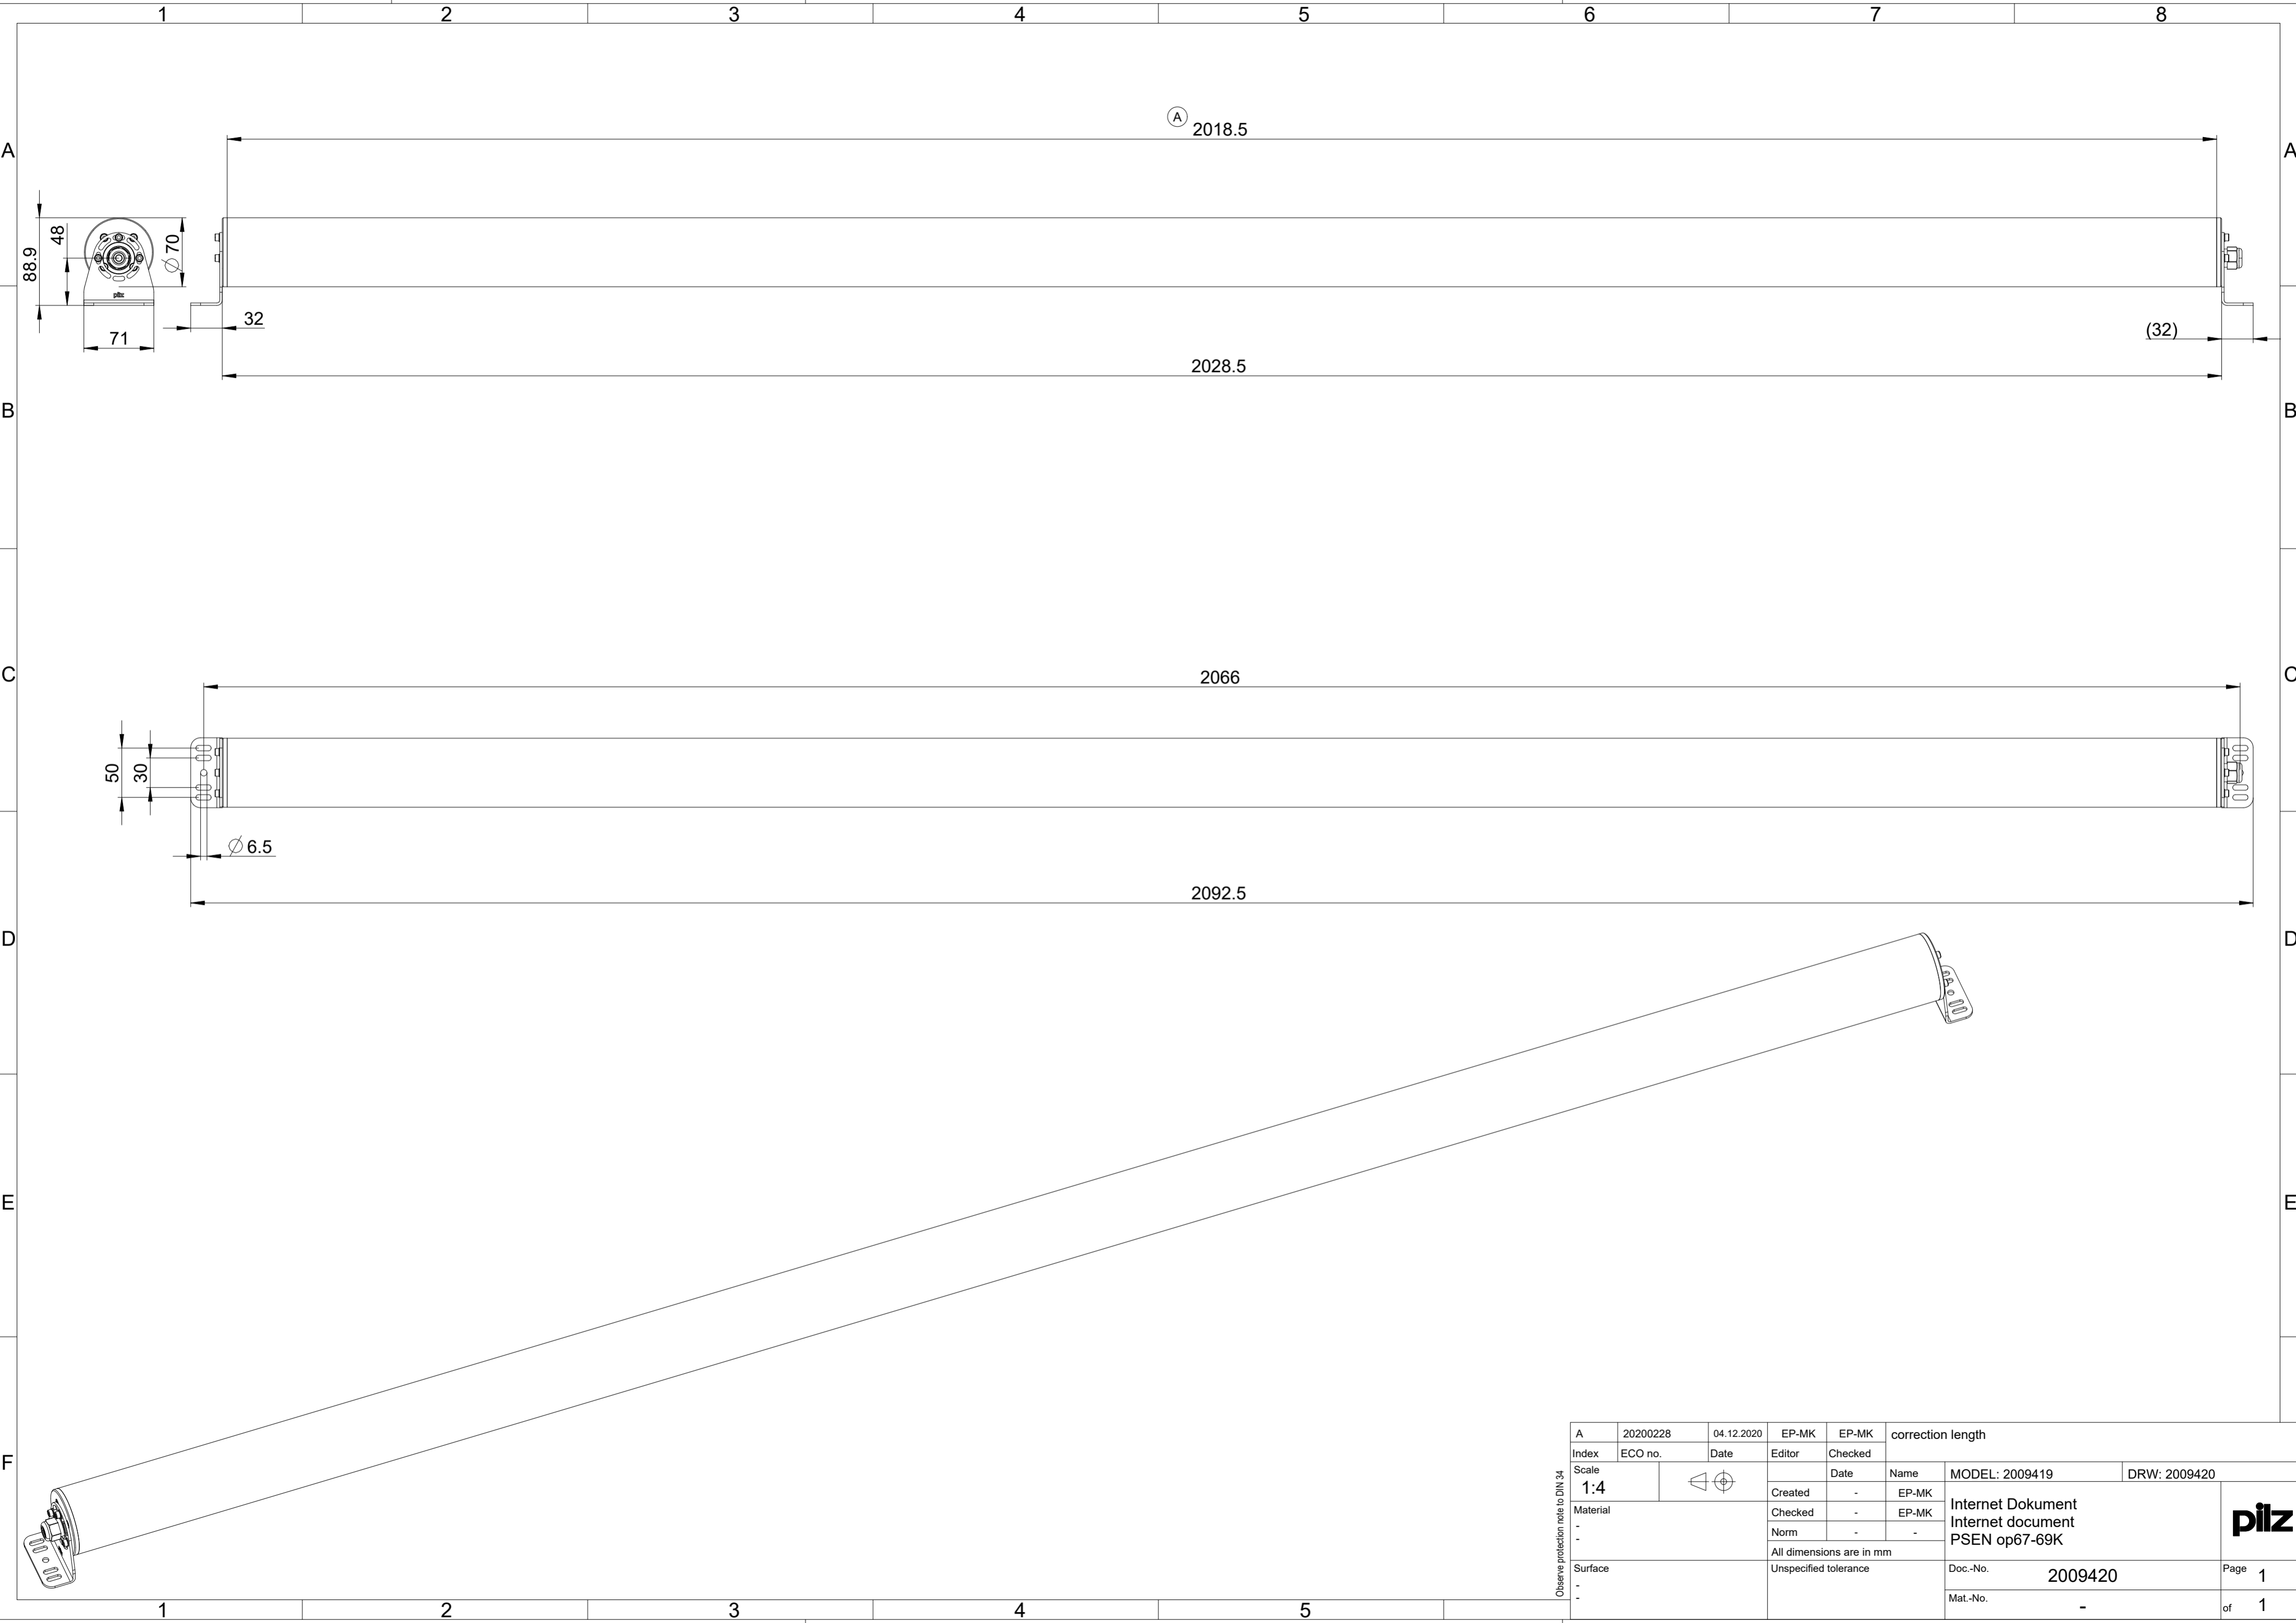 1 2 3 4 5 6 7 8
A
2018.5
A A
48
88.9
⌀ 70
pilz
32
71
(32)
2028.5
B B
2066
C C
50
30
⌀ 6.5
2092.5
D D
E E
F
A 20200228 04.12.2020 EP-MK EP-MK correction length
Index ECO no. Date Editor Checked
Scale Date Name MODEL: 2009419 DRW: 2009420
1:4
Created - EP-MK
Internet Dokument
Material Checked - EP-MK
Internet document
- Norm - -
PSEN op67-69K
-
pilz
All dimensions are in mm
Surface Unspecified tolerance Doc.-No. 2009420 Page 1
-
-
Mat.-No. - of 1
Observe protection note to DIN 34
1 2 3 4 5